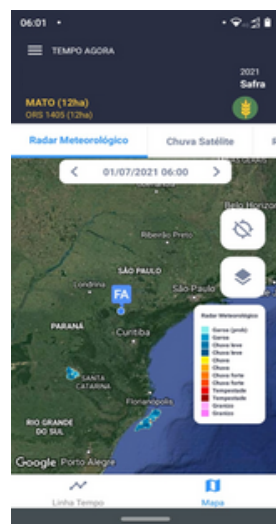 06:01
TEMPO AGORA
2021
Safra
MATO (12ha)
ORS 1405 (12ha)
Radar Meteorológico
Chuva Satélite
01/07/2021 06:00
Belo Horizon
Ribeirão Preto
SÃO PAULO
Londrina
São Paulo
FA
PARANÁ
Curitiba
SANTA
CATARINA
Florianópolis
RIO GRANDE
DO SUL
Google
Porto Alegre
Radar Meteorológico
Garoa (prob)
Garoa
Chuva leve
Chuva leve
Chuva
Chuva
Chuva forte
Chuva forte
Tempestade
Tempestade
Granizo
Granizo
Linha Tempo
Mapa